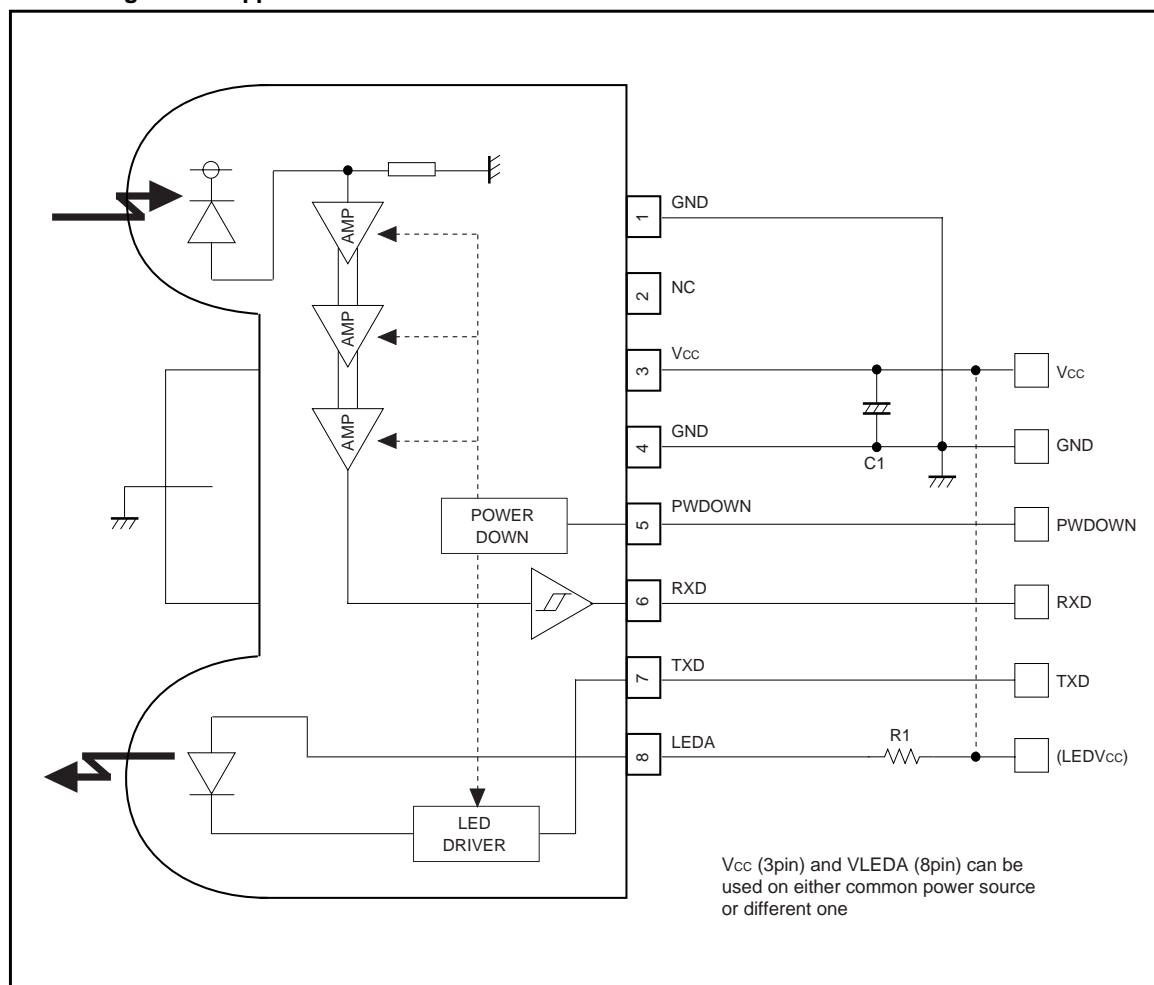 AMP
AMP
AMP
POWER
DOWN
LED
DRIVER
1 GND
2 NC
3 Vcc
4 GND
5 PWDOWN
6 RXD
7 TXD
8 LEDA
C1
R1
Vcc
GND
PWDOWN
RXD
TXD
(LEDVcc)
Vcc (3pin) and VLEDA (8pin) can be
used on either common power source
or different one